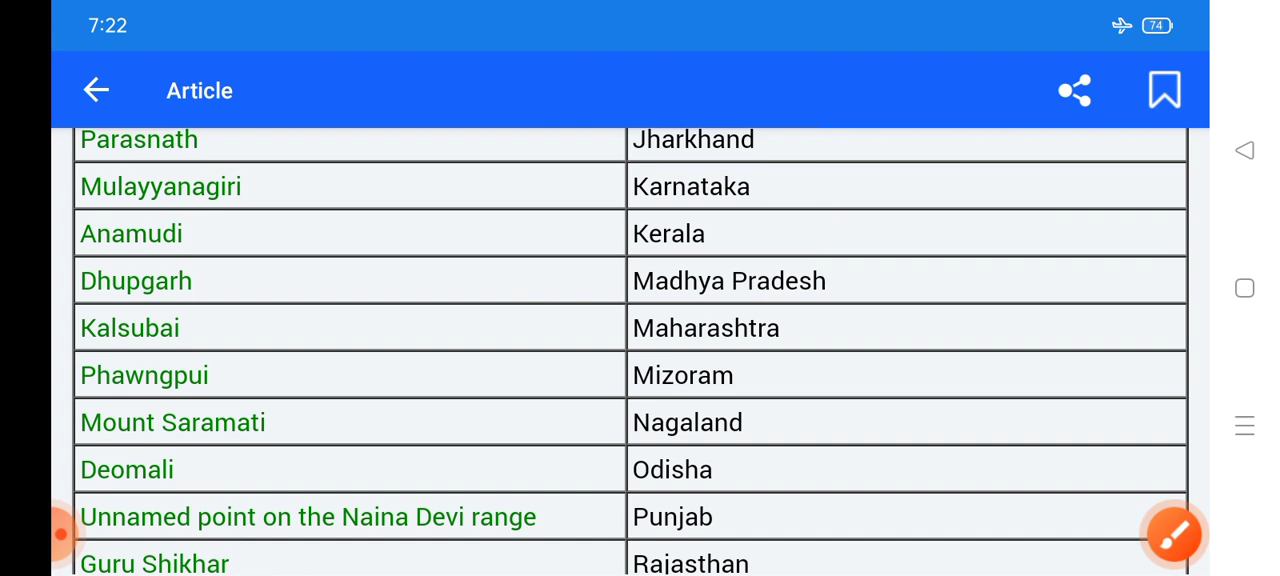 7:22
74
Article
Parasnath Jharkhand
Mulayyanagiri Karnataka
Anamudi Kerala
Dhupgarh Madhya Pradesh
Kalsubai Maharashtra
Phawngpui Mizoram
Mount Saramati Nagaland
Deomali Odisha
Unnamed point on the Naina Devi range Punjab
Guru Shikhar Rajasthan